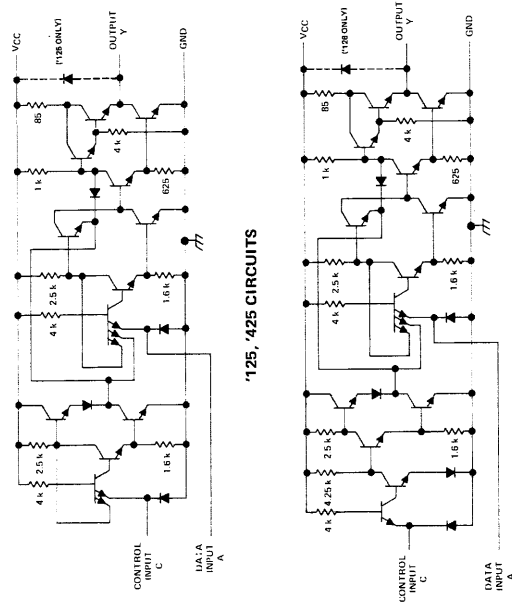 VCC
('125 ONLY)
OUTPUT
Y
GND
85
4 k
1 k
625
2.5 k
4 k
1.6 k
2.5 k
4 k
1.6 k
CONTROL
INPUT
C
DATA
INPUT
A
'125, '425 CIRCUITS
VCC
('126 ONLY)
OUTPUT
Y
GND
85
4 k
1 k
625
2.5 k
4 k
1.6 k
2.5 k
4.25 k
4 k
1.6 k
CONTROL
INPUT
C
DATA
INPUT
A